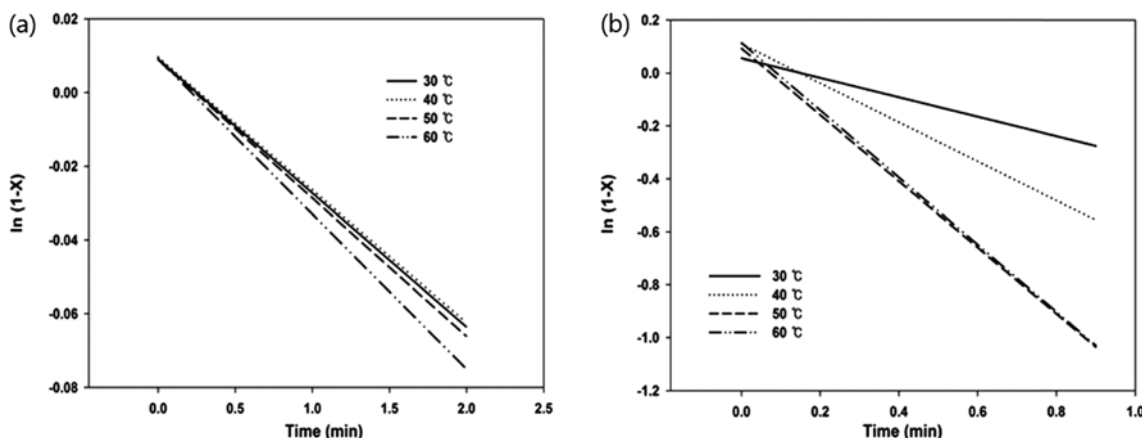 (a)
0.02
0.00
-0.02
-0.04
-0.06
-0.08
ln (1-X)
30 ℃
40 ℃
50 ℃
60 ℃
0.0 0.5 1.0 1.5 2.0 2.5
Time (min)
(b)
0.2
0.0
-0.2
-0.4
-0.6
-0.8
-1.0
-1.2
ln (1-X)
30 ℃
40 ℃
50 ℃
60 ℃
0.0 0.2 0.4 0.6 0.8 1.0
Time (min)